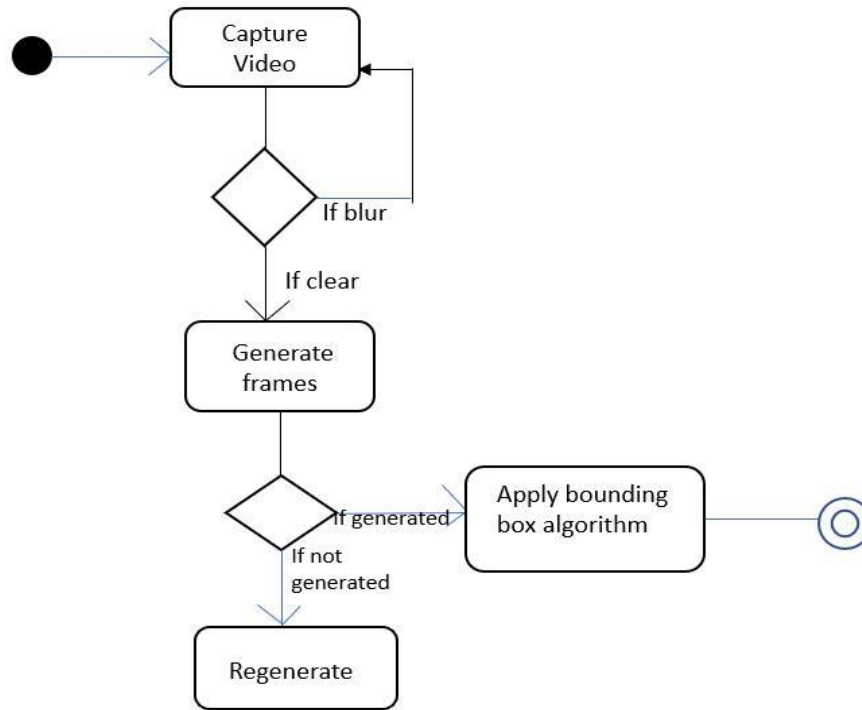 Capture
Video
If blur
If clear
Generate
frames
If generated
Apply bounding
box algorithm
If not
generated
Regenerate